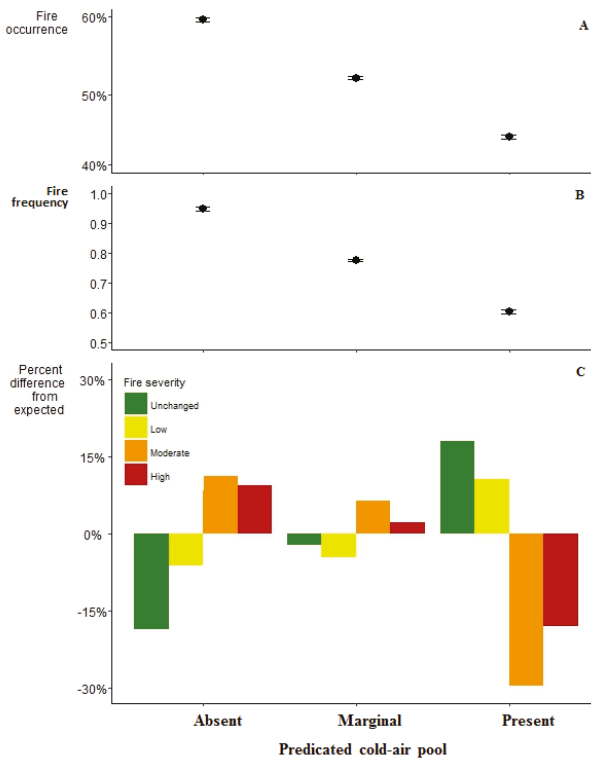 Fire
occurrence
60%
50%
40%
A
Fire
frequency
1.0
0.9
0.8
0.7
0.6
0.5
B
Percent
difference
from
expected
30%
15%
0%
-15%
-30%
C
Fire severity
Unchanged
Low
Moderate
High
Absent Marginal Present
Predicated cold-air pool